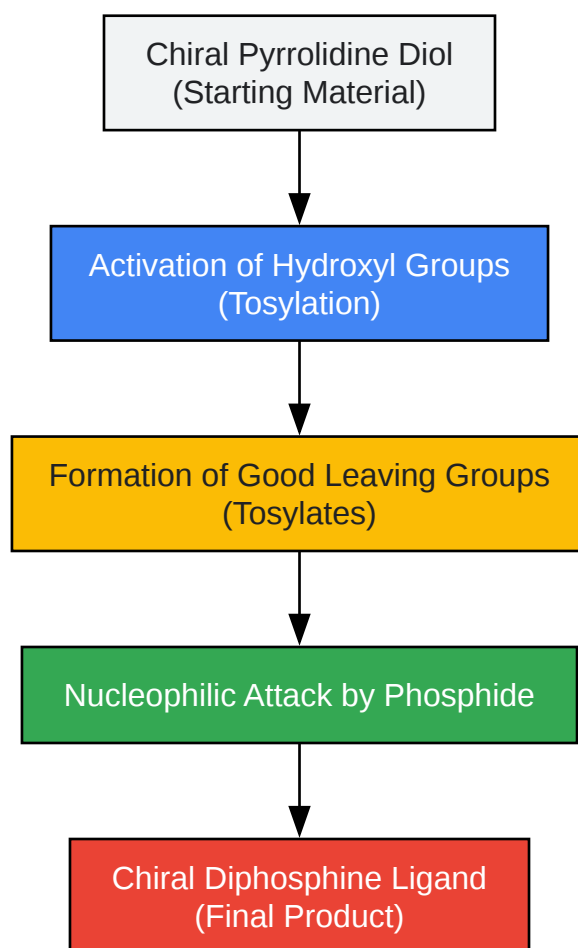 Chiral Pyrrolidine Diol
(Starting Material)
Activation of Hydroxyl Groups
(Tosylation)
Formation of Good Leaving Groups
(Tosylates)
Nucleophilic Attack by Phosphide
Chiral Diphosphine Ligand
(Final Product)